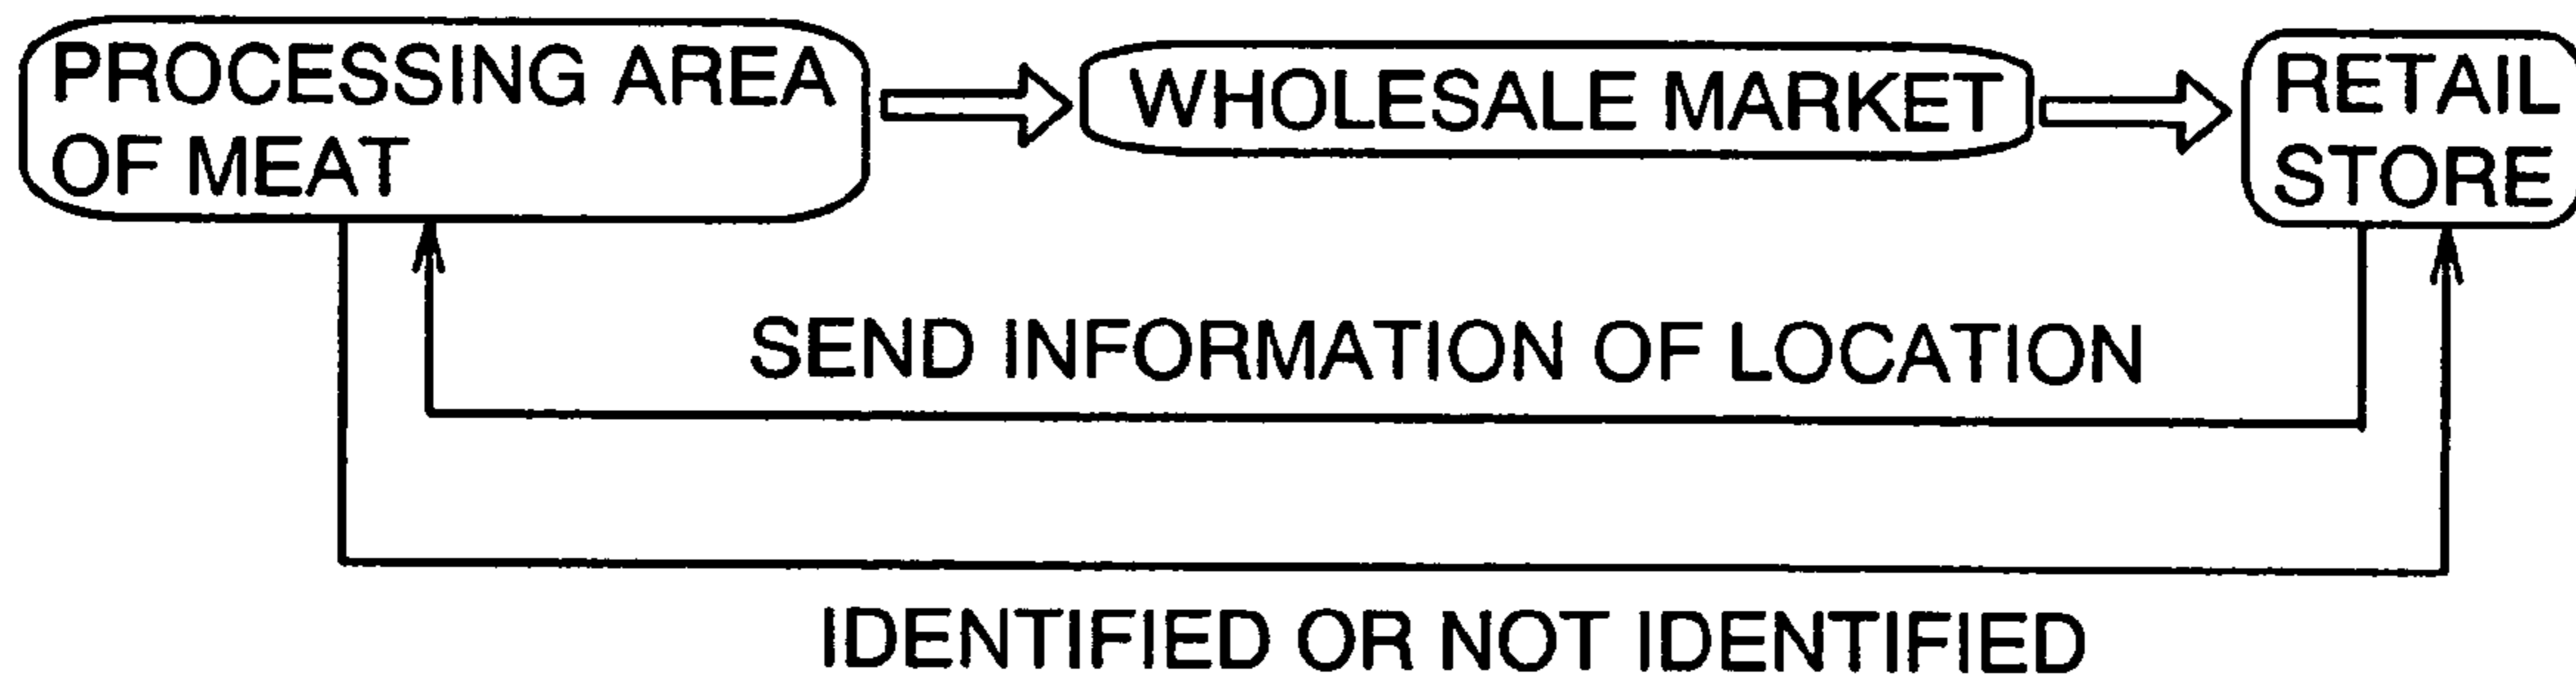 PROCESSING AREA
OF MEAT
WHOLESALE MARKET
RETAIL
STORE
SEND INFORMATION OF LOCATION
IDENTIFIED OR NOT IDENTIFIED